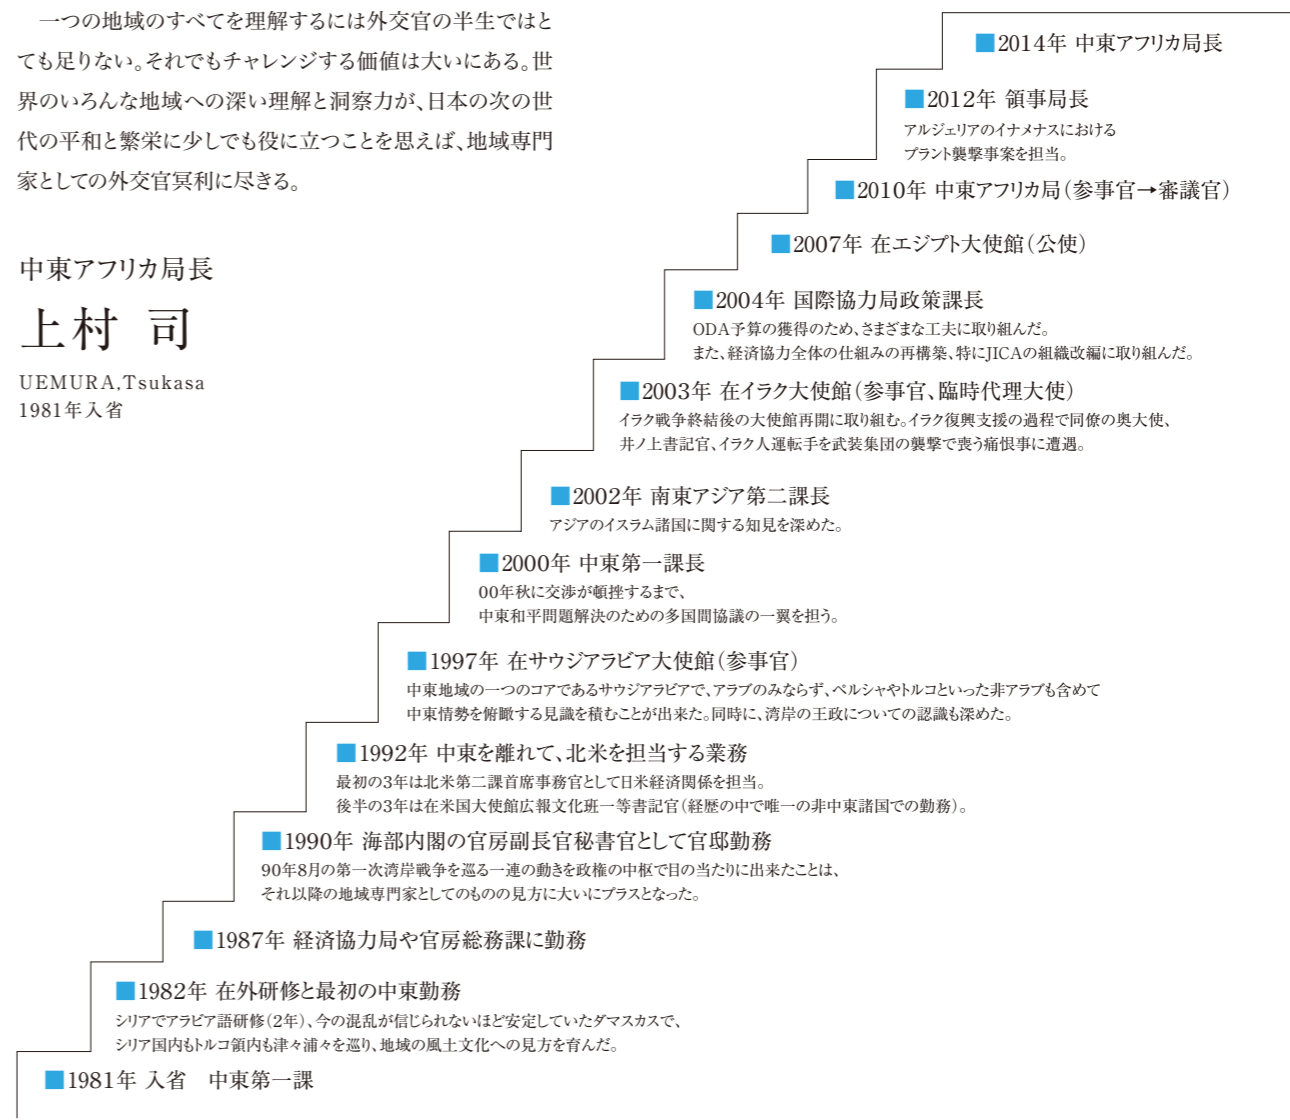 一つの地域のすべてを理解するには外交官の半生ではと
ても足りない。それでもチャレンジする価値は大いにある。世
界のいろんな地域への深い理解と洞察力が、日本の次の世
代の平和と繁栄に少しでも役に立つことを思えば、地域専門
家としての外交官冥利に尽きる。
中東アフリカ局長
上村 司
UEMURA,Tsukasa
1981年入省
■2014年 中東アフリカ局長
■2012年 領事局長
アルジェリアのイナメナスにおける
プラント襲撃事案を担当。
■2010年 中東アフリカ局（参事官→審議官）
■2007年 在エジプト大使館（公使）
■2004年 国際協力局政策課長
ODA予算の獲得のため、さまざまな工夫に取り組んだ。
また、経済協力全体の仕組みの再構築、特にJICAの組織改編に取り組んだ。
■2003年 在イラク大使館（参事官、臨時代理大使）
イラク戦争終結後の大使館再開に取り組む。イラク復興支援の過程で同僚の奥大使、
井ノ上書記官、イラク人運転手を武装集団の襲撃で喪う痛恨事に遭遇。
■2002年 南東アジア第二課長
アジアのイスラム諸国に関する知見を深めた。
■2000年 中東第一課長
00年秋に交渉が頓挫するまで、
中東和平問題解決のための多国間協議の一翼を担う。
■1997年 在サウジアラビア大使館（参事官）
中東地域の一つのコアであるサウジアラビアで、アラブのみならず、ペルシャやトルコといった非アラブも含めて
中東情勢を俯瞰する見識を積むことが出来た。同時に、湾岸の王政についての認識も深めた。
■1992年 中東を離れて、北米を担当する業務
最初の3年は北米第二課首席事務官として日米経済関係を担当。
後半の3年は在米国大使館広報文化班一等書記官（経歴の中で唯一の非中東諸国での勤務）。
■1990年 海部内閣の官房副長官秘書官として官邸勤務
90年8月の第一次湾岸戦争を巡る一連の動きを政権の中枢で目の当たりに出来たことは、
それ以降の地域専門家としてのものの見方に大いにプラスとなった。
■1987年 経済協力局や官房総務課に勤務
■1982年 在外研修と最初の中東勤務
シリアでアラビア語研修（2年）、今の混乱が信じられないほど安定していたダマスカスで、
シリア国内もトルコ領内も津々浦々を巡り、地域の風土文化への見方を育んだ。
■1981年 入省　中東第一課